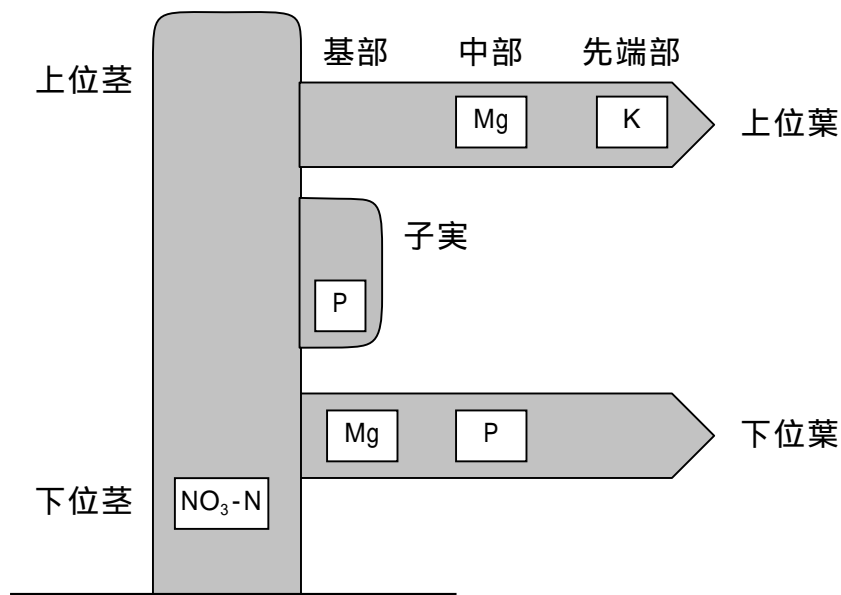 基部 中部 先端部
上位茎
Mg K 上位葉
子実
P
Mg P 下位葉
下位茎 NO₃-N